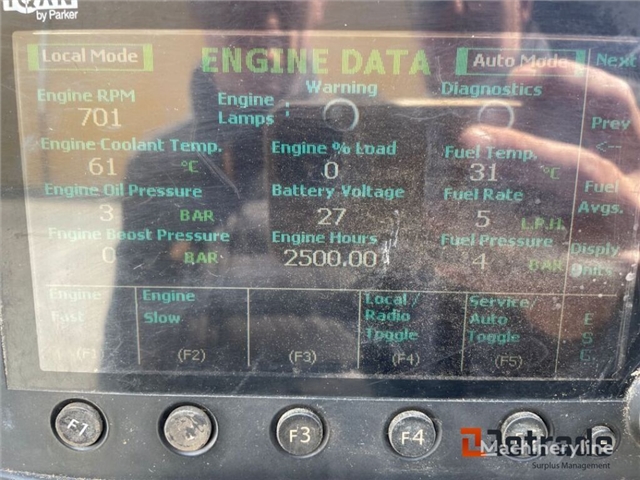 IQAN
by Parker
Local Mode
ENGINE DATA
Auto Mode
Next
Engine RPM
701
Engine
Lamps :
Warning
Diagnostics
Prev
<--
Engine Coolant Temp.
61 °C
Engine % Load
0
Fuel Temp.
31 °C
Engine Oil Pressure
3 BAR
Battery Voltage
27
Fuel Rate
5 L.P.H.
Fuel
Avgs.
Engine Boost Pressure
0 BAR
Engine Hours
2500.00
Fuel Pressure
4 BAR
Disply
Units
Engine
Fast
(F1)
Engine
Slow
(F2)
(F3)
Local/
Radio
Toggle
(F4)
Service/
Auto
Toggle
(F5)
E
S
C
F1
F3
F4
Jotrade
Machineryline
Surplus Management